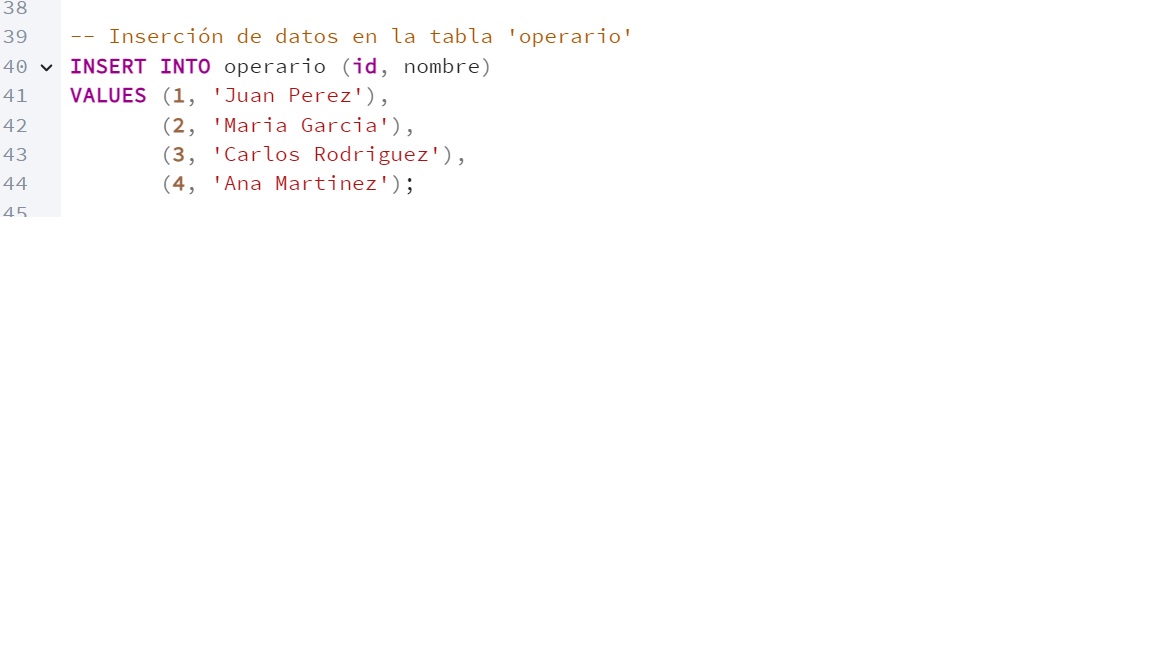 38
39 -- Inserción de datos en la tabla 'operario'
40 INSERT INTO operario (id, nombre)
41 VALUES (1, 'Juan Perez'),
42 (2, 'Maria Garcia'),
43 (3, 'Carlos Rodriguez'),
44 (4, 'Ana Martinez');
45